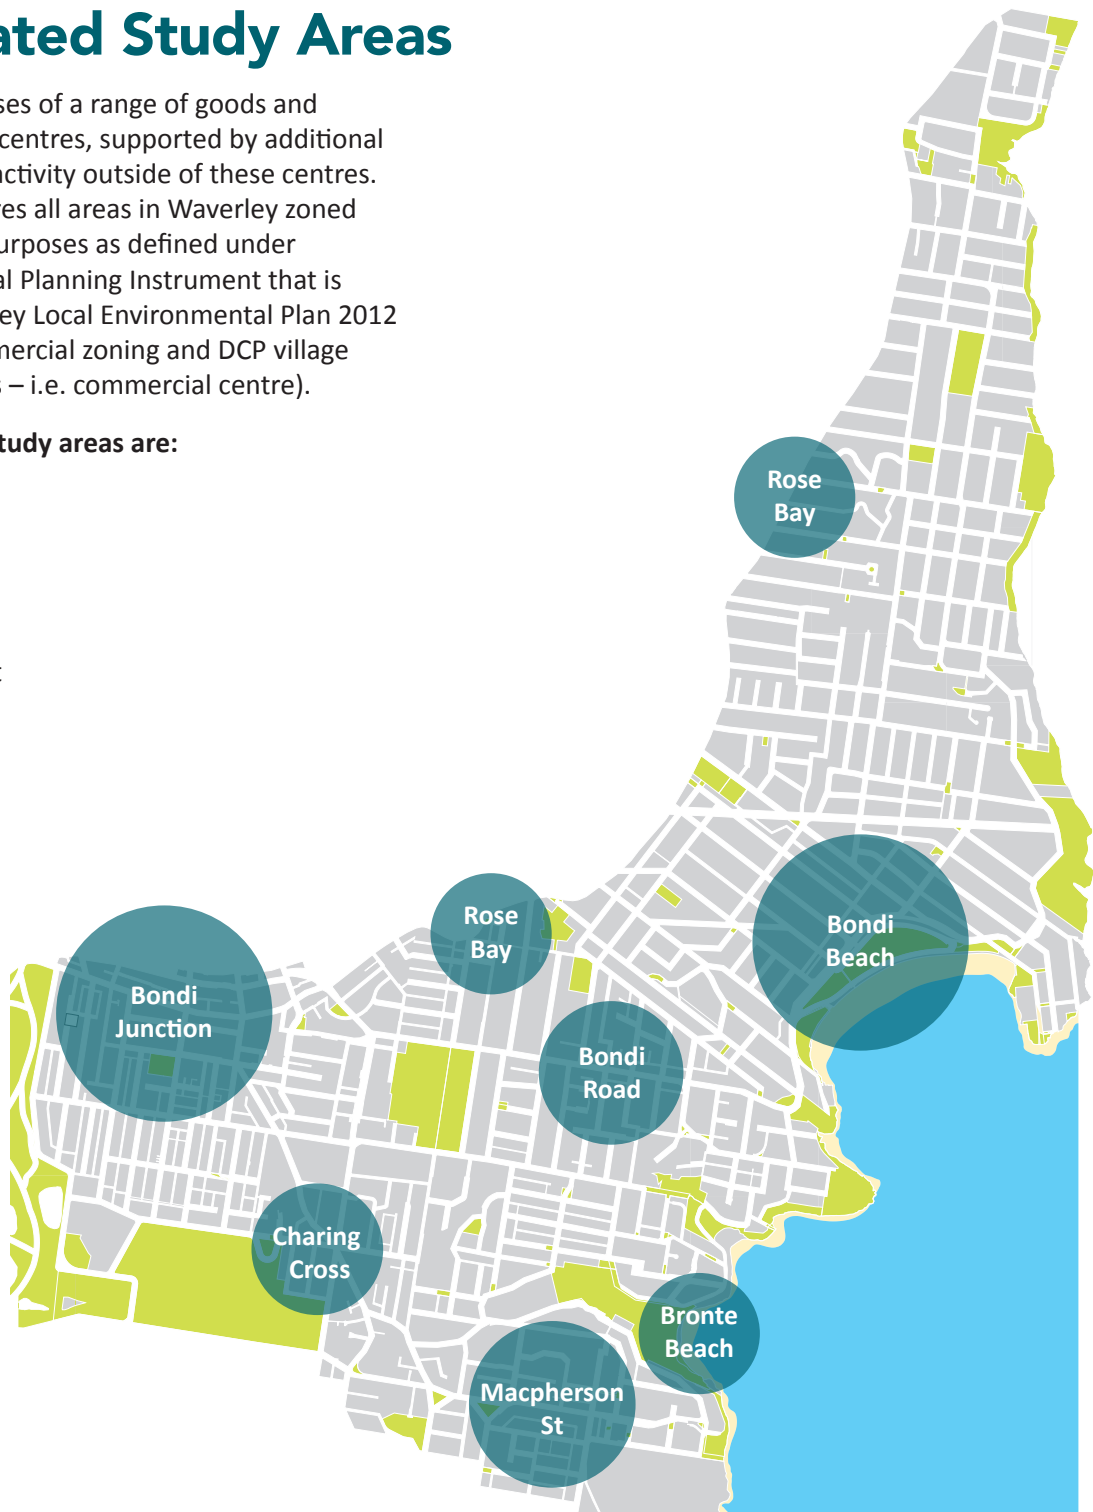 ated Study Areas
ses of a range of goods and
centres, supported by additional
activity outside of these centres.
res all areas in Waverley zoned
urposes as defined under
al Planning Instrument that is
ey Local Environmental Plan 2012
mercial zoning and DCP village
s – i.e. commercial centre).
tudy areas are:
t
Rose
Bay
Bondi
Beach
Rose
Bay
Bondi
Junction
Bondi
Road
Charing
Cross
Bronte
Beach
Macpherson
St